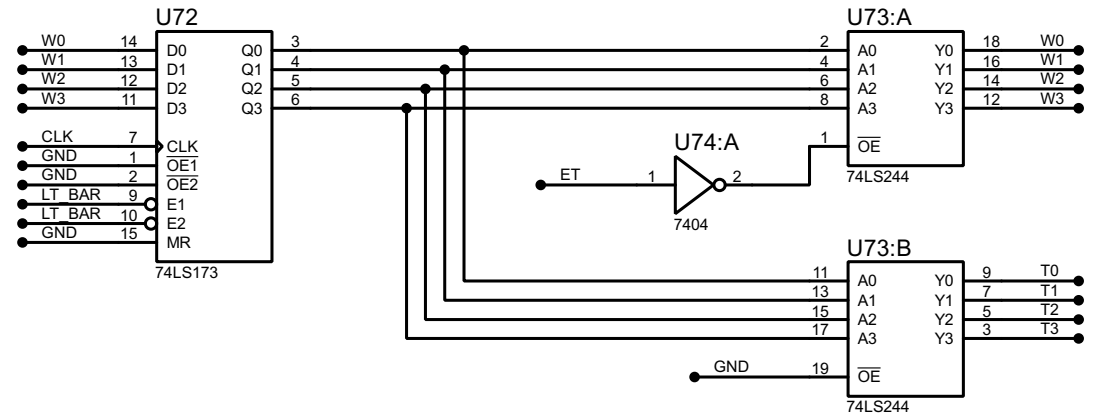 U72
W0 14 D0 Q0 3
W1 13 D1 Q1 4
W2 12 D2 Q2 5
W3 11 D3 Q3 6
CLK 7 CLK
GND 1 OE1
GND 2 OE2
LT_BAR 9 E1
LT_BAR 10 E2
GND 15 MR
74LS173
U73:A
2 A0 Y0 18 W0
4 A1 Y1 16 W1
6 A2 Y2 14 W2
8 A3 Y3 12 W3
1 OE
74LS244
U74:A
ET 1 2
7404
U73:B
11 A0 Y0 9 T0
13 A1 Y1 7 T1
15 A2 Y2 5 T2
17 A3 Y3 3 T3
GND 19 OE
74LS244